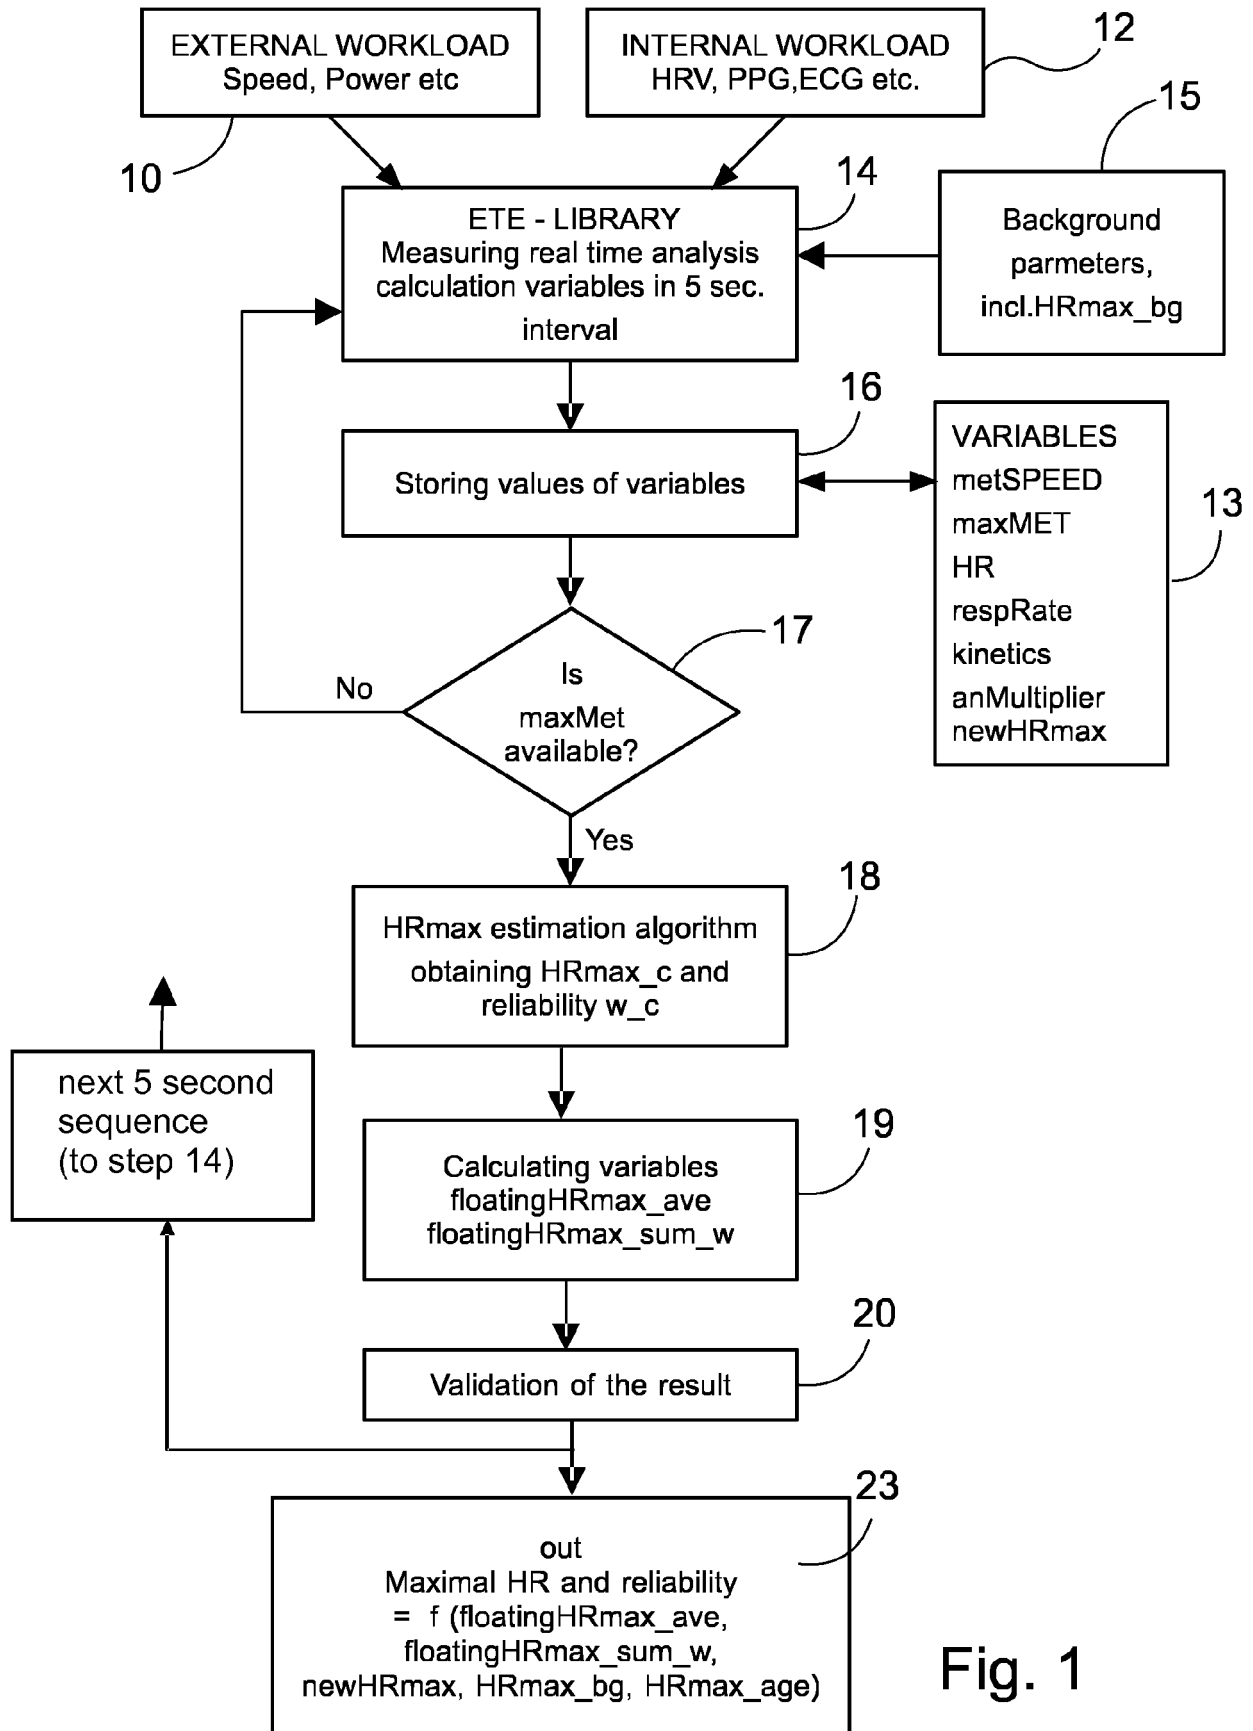 EXTERNAL WORKLOAD
Speed, Power etc
INTERNAL WORKLOAD
HRV, PPG,ECG etc.
12
10
15
14
ETE - LIBRARY
Measuring real time analysis
calculation variables in 5 sec.
interval
Background
parmeters,
incl.HRmax_bg
16
Storing values of variables
VARIABLES
metSPEED
maxMET
HR
respRate
kinetics
anMultiplier
newHRmax
13
17
Is
maxMet
available?
No
Yes
18
HRmax estimation algorithm
obtaining HRmax_c and
reliability w_c
next 5 second
sequence
(to step 14)
19
Calculating variables
floatingHRmax_ave
floatingHRmax_sum_w
20
Validation of the result
23
out
Maximal HR and reliability
= f (floatingHRmax_ave,
floatingHRmax_sum_w,
newHRmax, HRmax_bg, HRmax_age)
Fig. 1